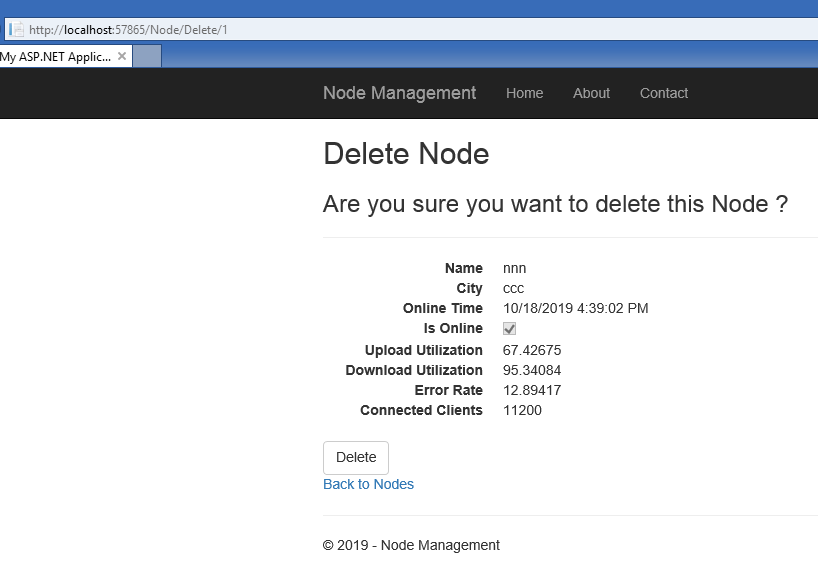 http://localhost:57865/Node/Delete/1
My ASP.NET Applic...
Node Management Home About Contact
Delete Node
Are you sure you want to delete this Node ?
Name nnn
City ccc
Online Time 10/18/2019 4:39:02 PM
Is Online
Upload Utilization 67.42675
Download Utilization 95.34084
Error Rate 12.89417
Connected Clients 11200
Delete
Back to Nodes
© 2019 - Node Management